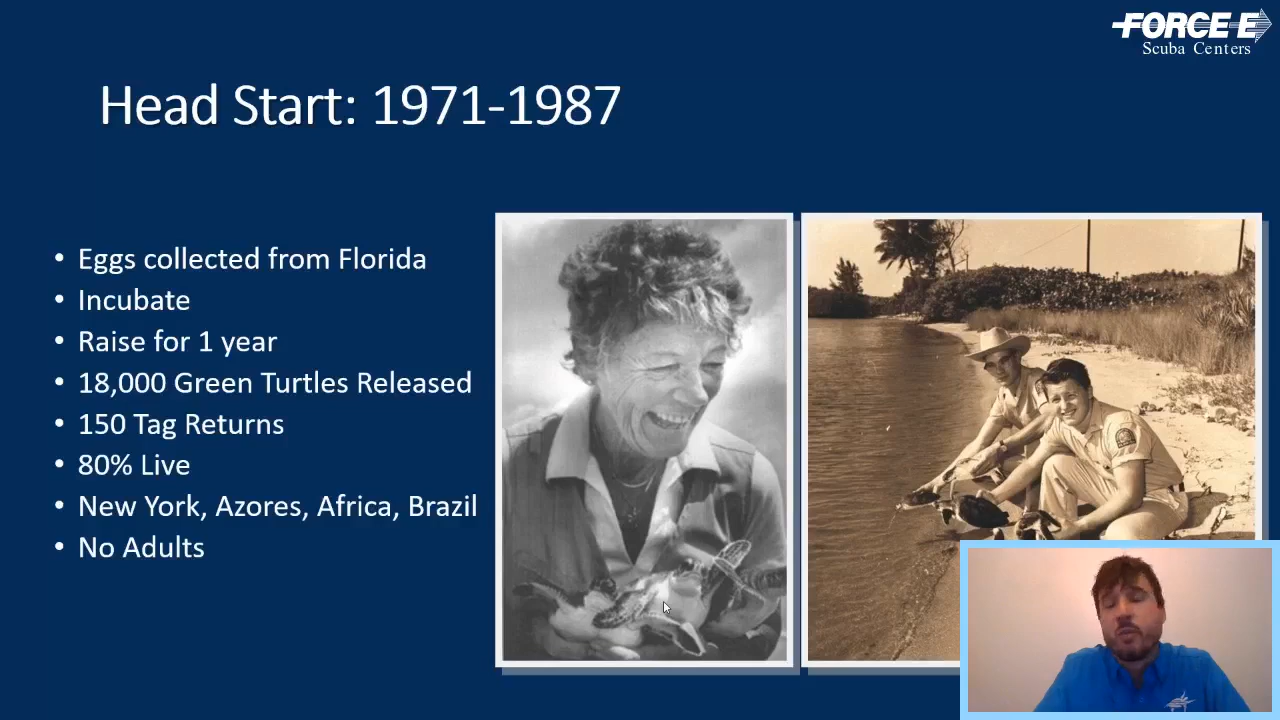 FORCE E
Scuba Centers
Head Start: 1971-1987
• Eggs collected from Florida
• Incubate
• Raise for 1 year
• 18,000 Green Turtles Released
• 150 Tag Returns
• 80% Live
• New York, Azores, Africa, Brazil
• No Adults